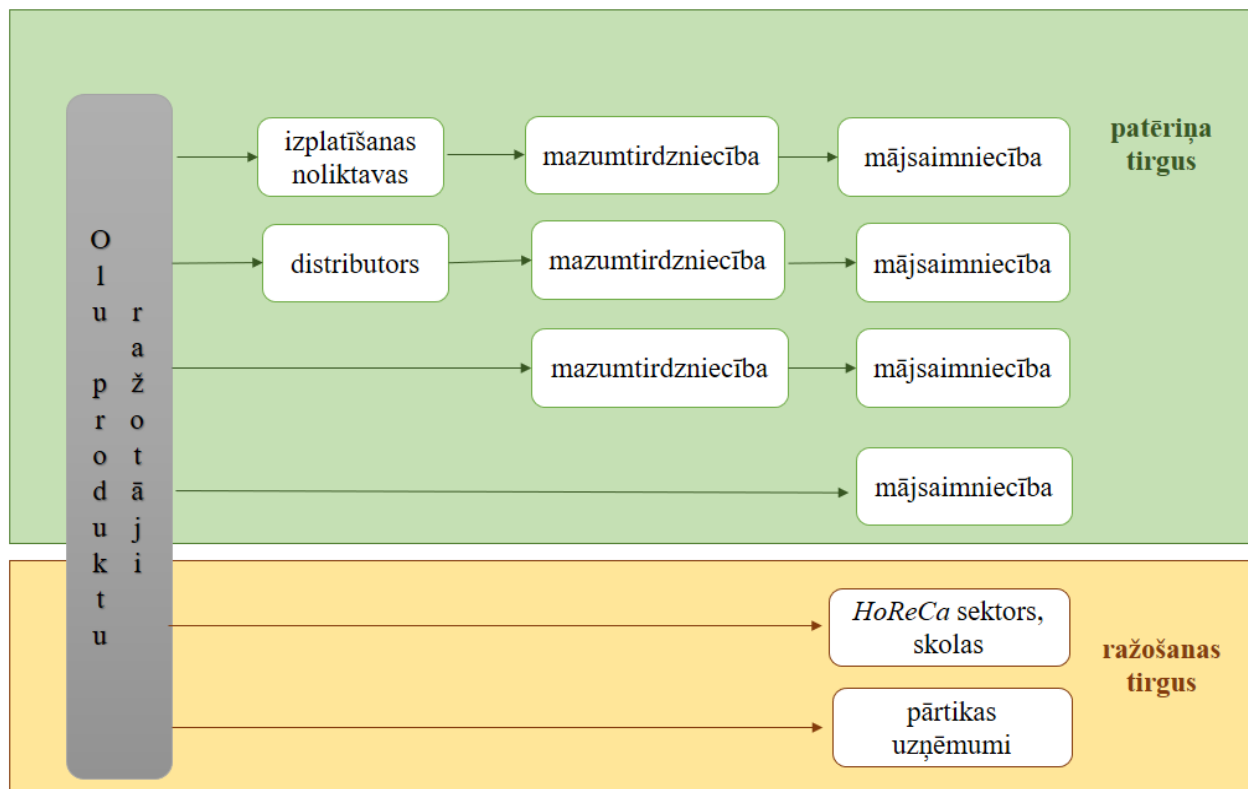 Olu produktu
ražotāji
izplatīšanas
noliktavas
mazumtirdzniecība
mājsaimniecība
patēriņa
tirgus
distributors
mazumtirdzniecība
mājsaimniecība
mazumtirdzniecība
mājsaimniecība
mājsaimniecība
HoReCa sektors,
skolas
ražošanas
tirgus
pārtikas
uzņēmumi